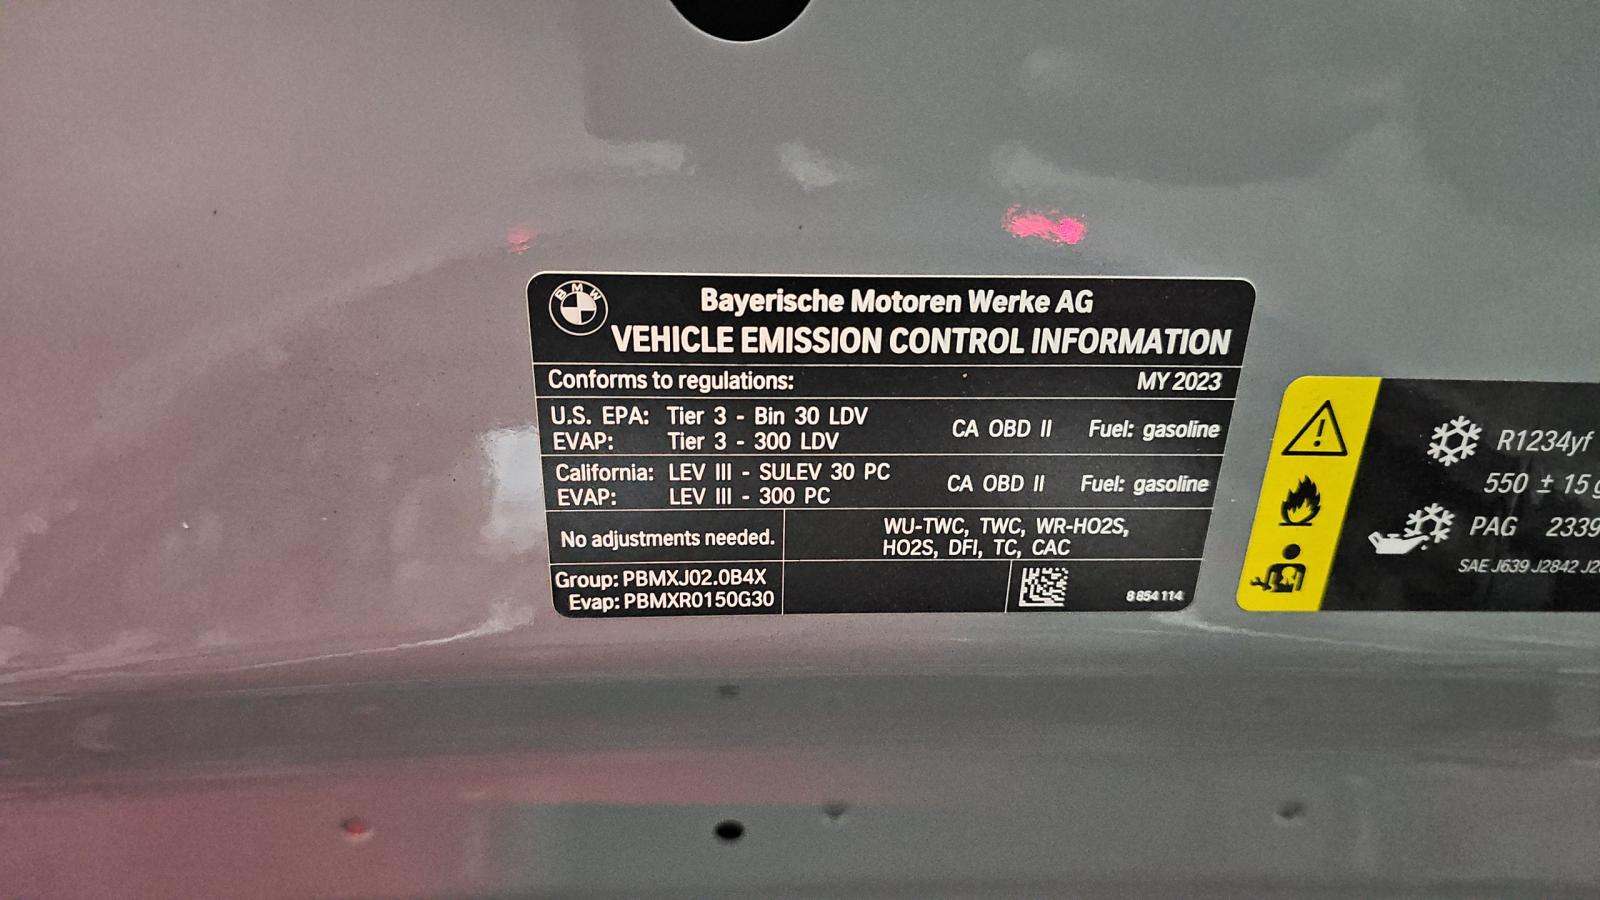 BMW
Bayerische Motoren Werke AG
VEHICLE EMISSION CONTROL INFORMATION
Conforms to regulations: MY 2023
U.S. EPA: Tier 3 - Bin 30 LDV CA OBD II Fuel: gasoline
EVAP: Tier 3 - 300 LDV
California: LEV III - SULEV 30 PC CA OBD II Fuel: gasoline
EVAP: LEV III - 300 PC
No adjustments needed.
WU-TWC, TWC, WR-HO2S,
HO2S, DFI, TC, CAC
Group: PBMXJ02.0B4X
Evap: PBMXR0150G30
8 854 114
R1234yf
550 ± 15
PAG 2339
SAE J639 J2842